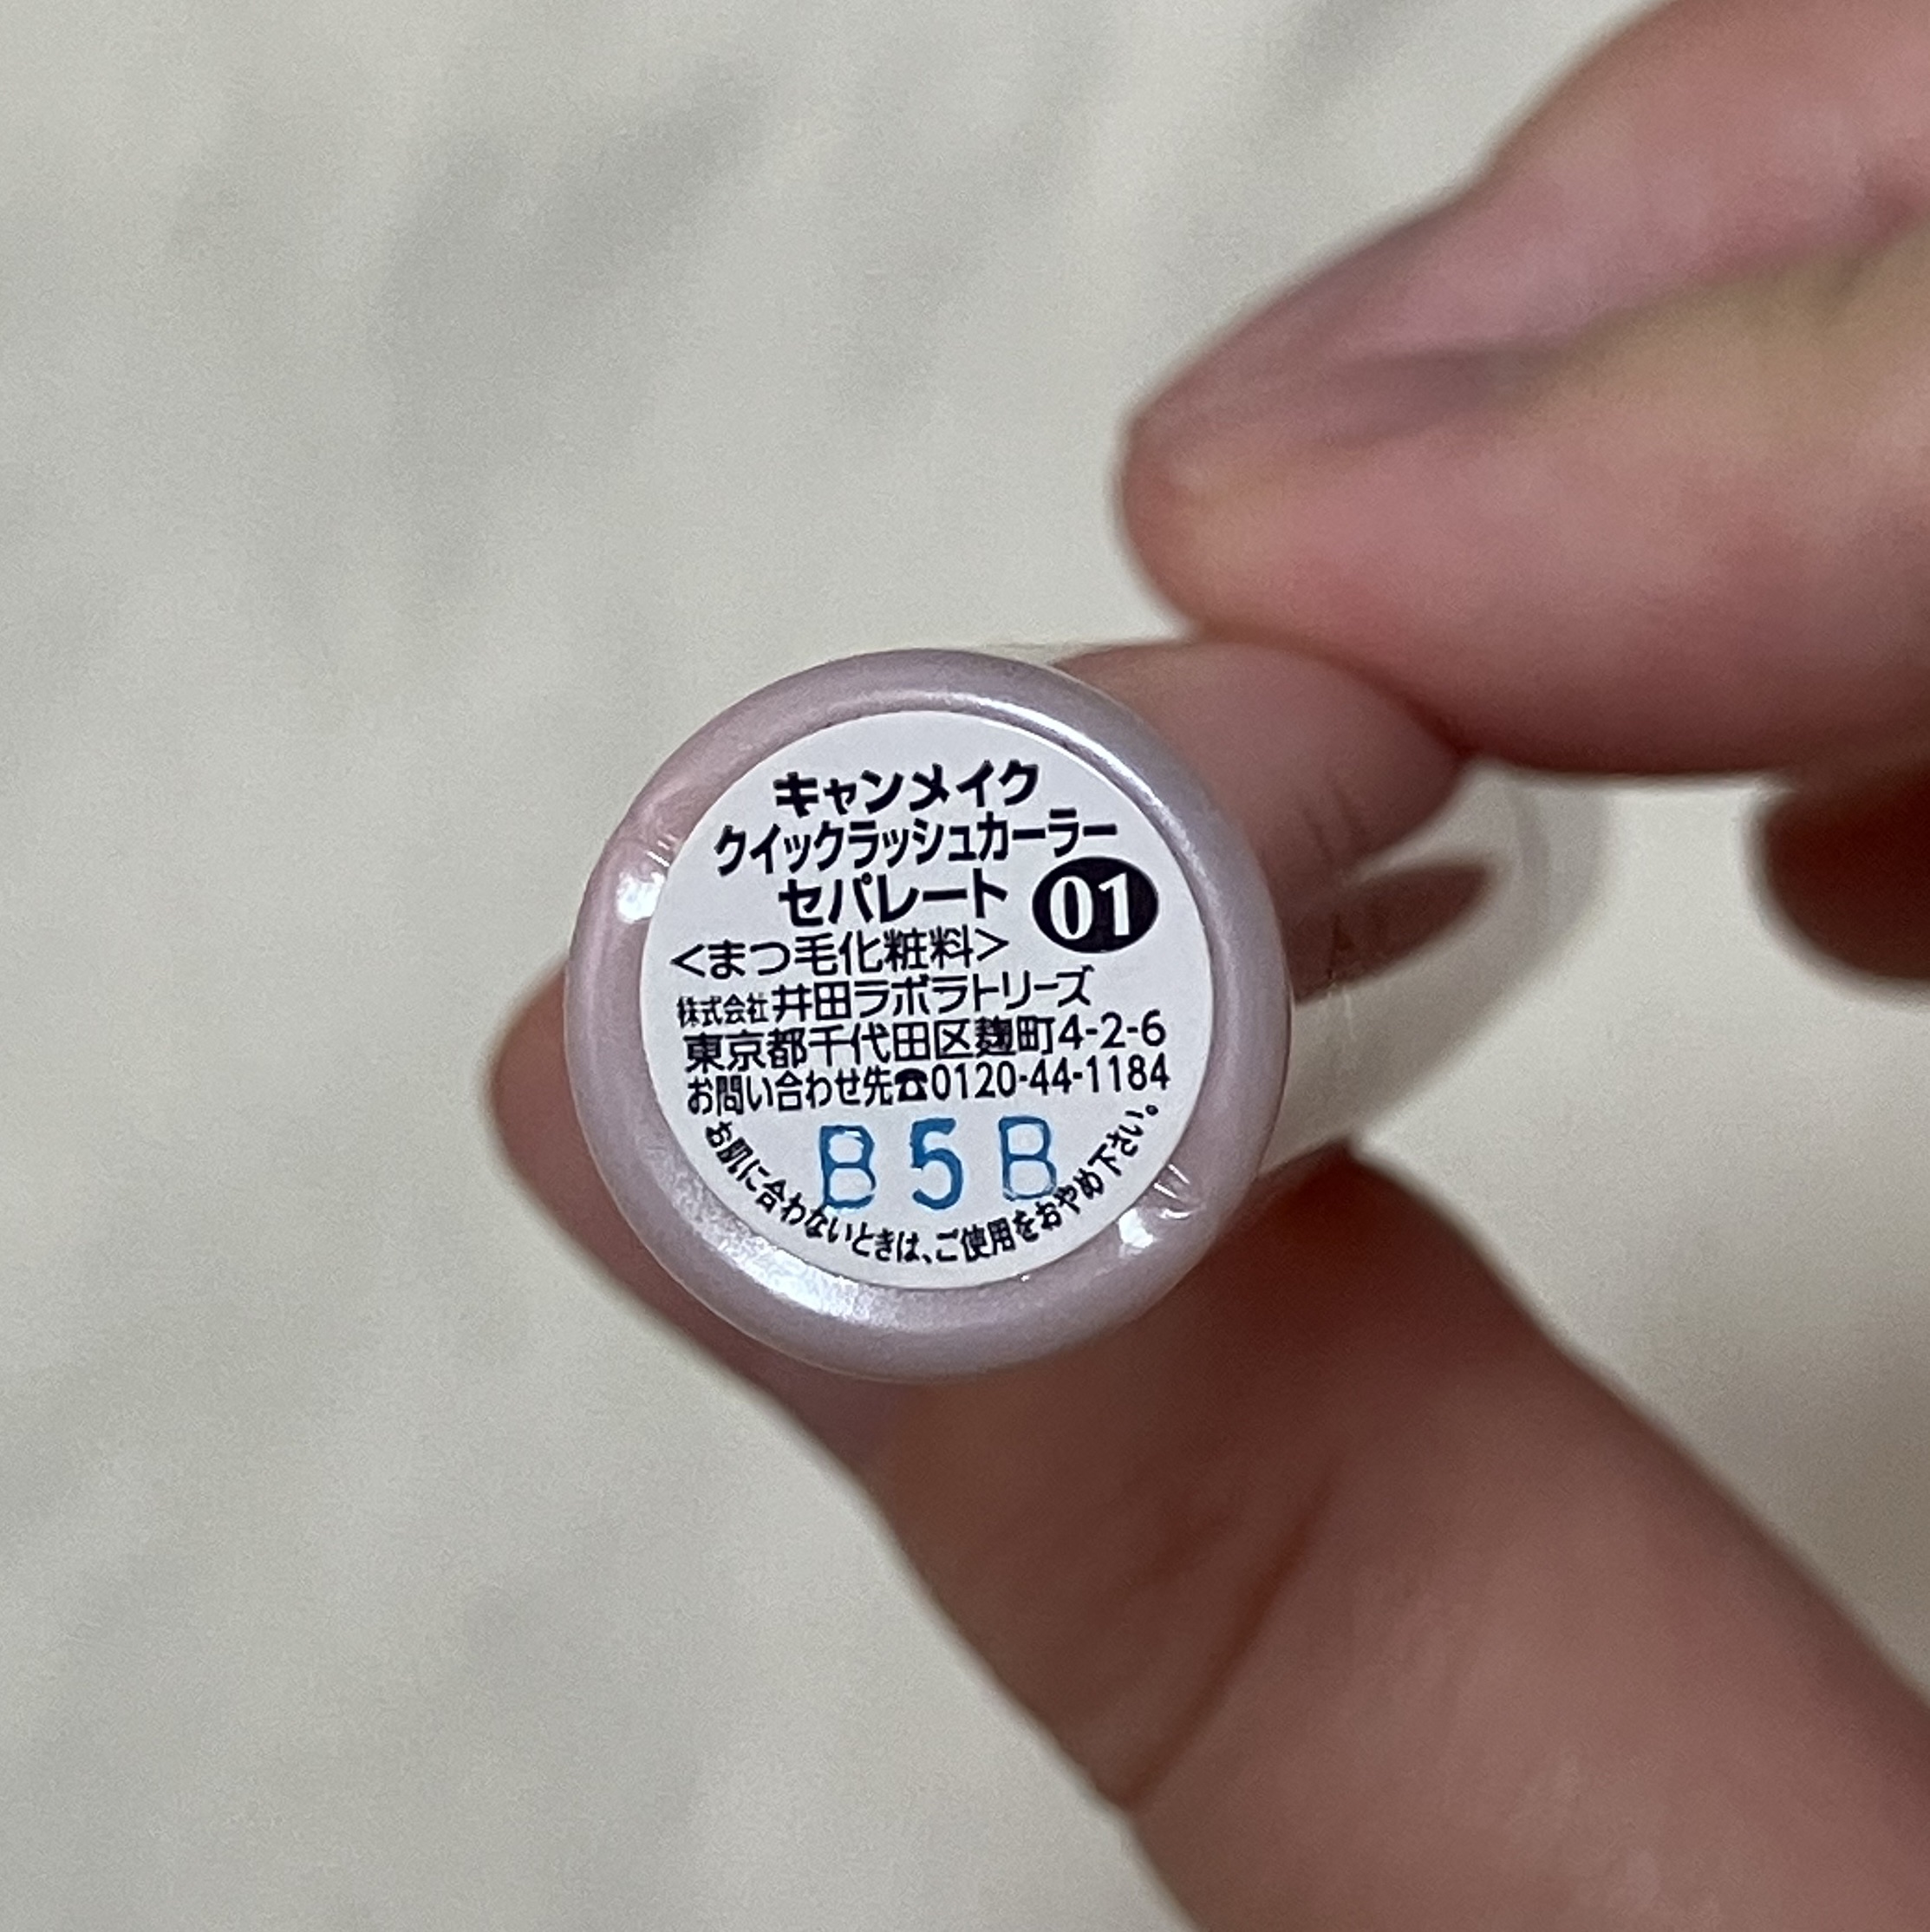 キャンメイク
クイックラッシュカーラー
セパレート 01
<まつ毛化粧料>
株式会社井田ラボラトリーズ
東京都千代田区麹町4-2-6
お問い合わせ先☎0120-44-1184
B5B
お肌に合わないときは、ご使用をおやめ下さい。